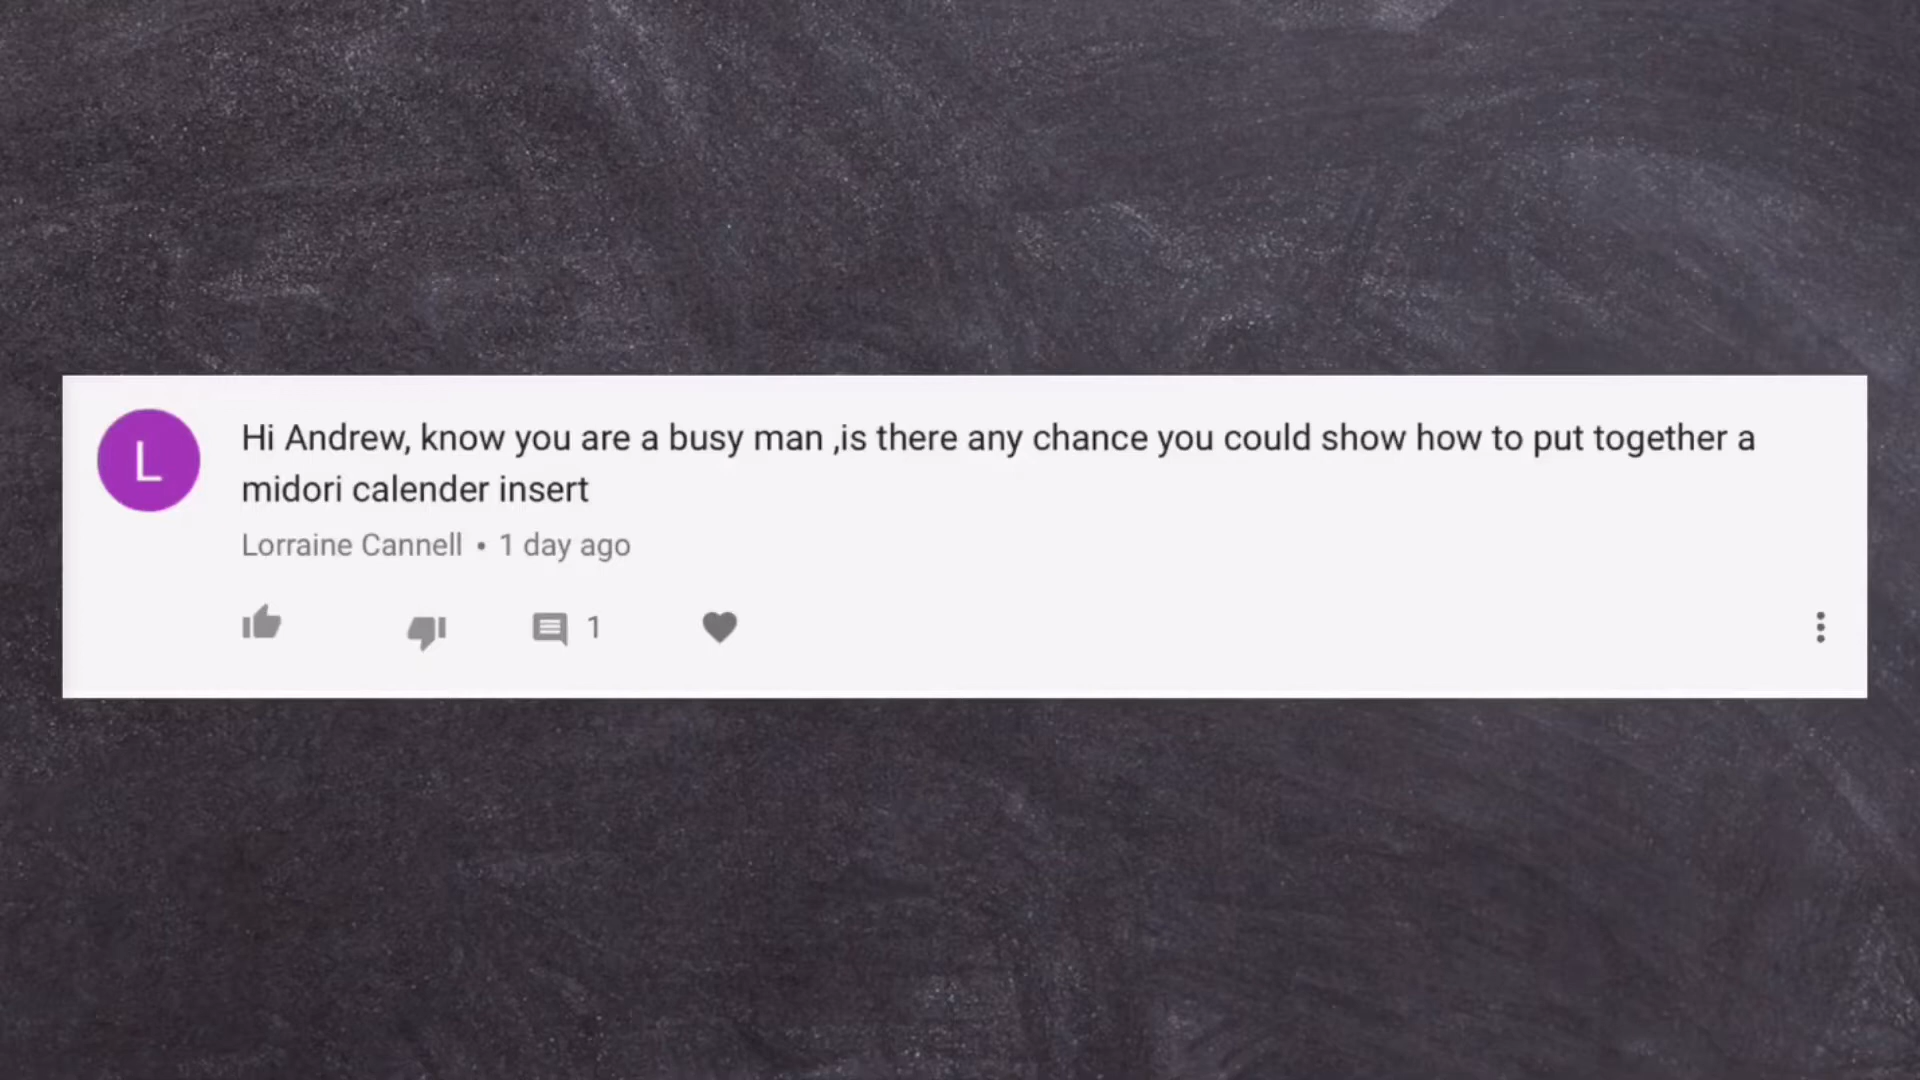 L
Hi Andrew, know you are a busy man ,is there any chance you could show how to put together a
midori calender insert
Lorraine Cannell • 1 day ago
1